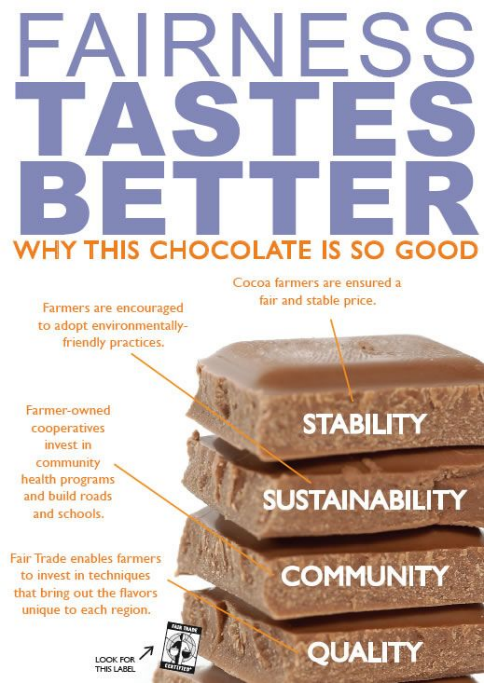 FAIRNESS
TASTES
BETTER
WHY THIS CHOCOLATE IS SO GOOD
Cocoa farmers are ensured a
fair and stable price.
Farmers are encouraged
to adopt environmentally-
friendly practices.
STABILITY
Farmer-owned
cooperatives
invest in
community
health programs
and build roads
and schools.
SUSTAINABILITY
COMMUNITY
Fair Trade enables farmers
to invest in techniques
that bring out the flavors
unique to each region.
QUALITY
LOOK FOR
THIS LABEL
FAIR TRADE
CERTIFIED